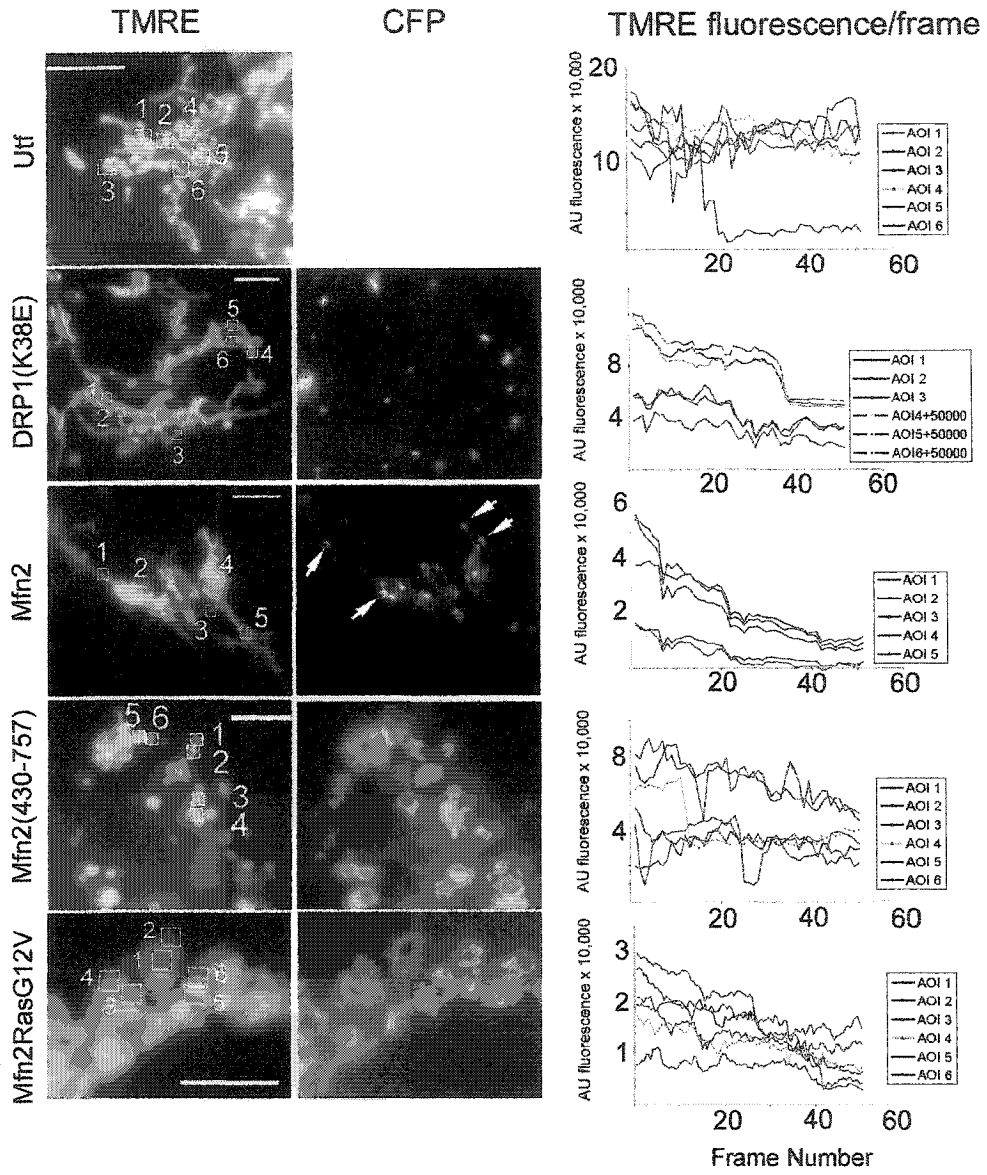 TMRE CFP TMRE fluorescence/frame
Utf
1 2 4
5
3 6
AU fluorescence x 10,000
20
10
20 40 60
AOI 1
AOI 2
AOI 3
AOI 4
AOI 5
AOI 6
DRP1(K38E)
5
6 4
1
2
3
AU fluorescence x 10,000
8
4
20 40 60
AOI 1
AOI 2
AOI 3
AOI4+50000
AOI5+50000
AOI6+50000
Mfn2
1
2 4
3 5
AU fluorescence x 10,000
6
4
2
20 40 60
AOI 1
AOI 2
AOI 3
AOI 4
AOI 5
Mfn2(430-757)
5 6
1
2
3
4
AU fluorescence x 10,000
8
4
20 40 60
AOI 1
AOI 2
AOI 3
AOI 4
AOI 5
AOI 6
Mfn2RasG12V
2
1
4 6
3 5
AU fluorescence x 10,000
3
2
1
20 40 60
AOI 1
AOI 2
AOI 3
AOI 4
AOI 5
AOI 6
Frame Number